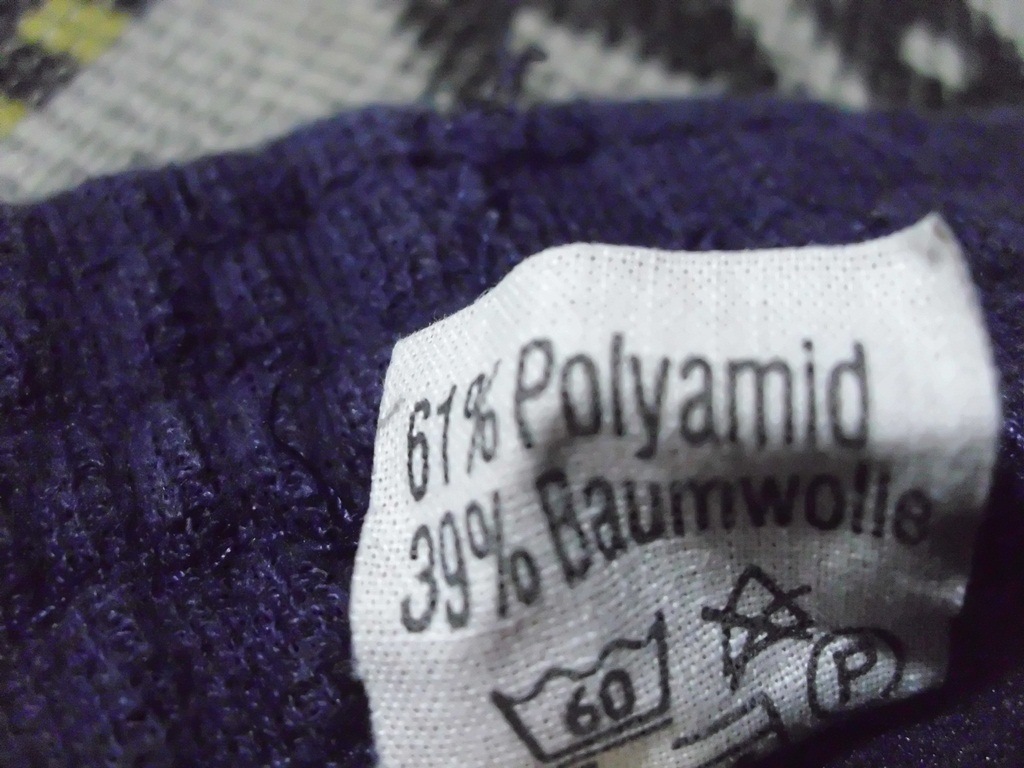 61% Polyamid
39% Baumwolle
60 P